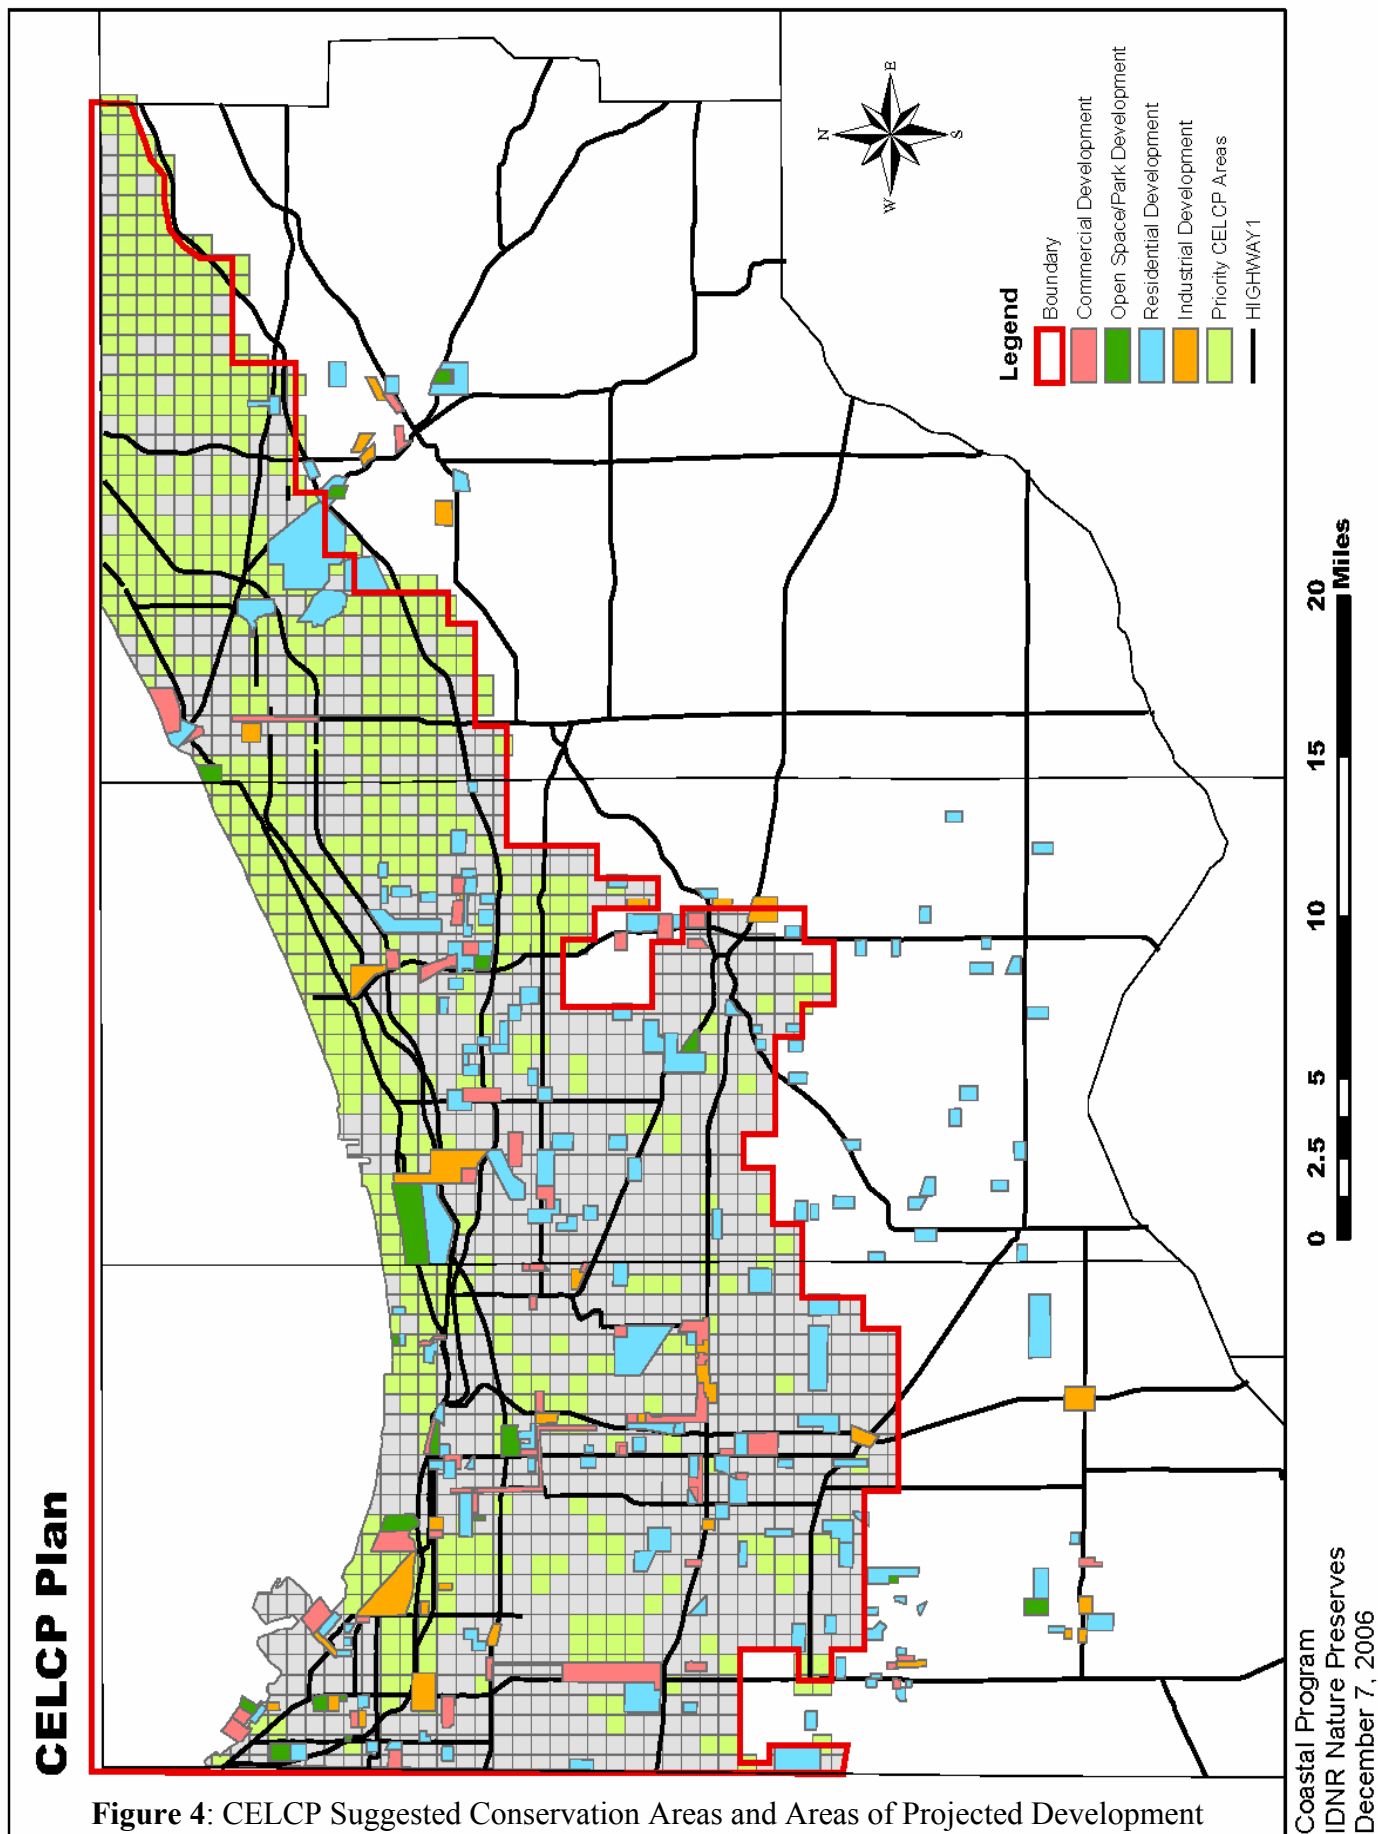 CELCP Plan
N
E
S
W
Legend
Boundary
Commercial Development
Open Space/Park Development
Residential Development
Industrial Development
Priority CELCP Areas
HIGHWAY1
0 2.5 5 10 15 20
Miles
Coastal Program
IDNR Nature Preserves
December 7, 2006
Figure 4: CELCP Suggested Conservation Areas and Areas of Projected Development